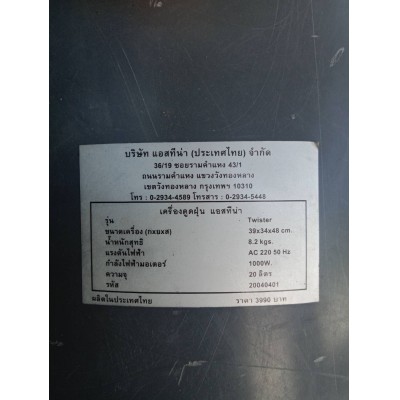 บริษัท แอสทีน่า (ประเทศไทย) จำกัด
36/19 ซอยรามคำแหง 43/1
ถนนรามคำแหง แขวงวังทองหลาง
เขตวังทองหลาง กรุงเทพฯ 10310
โทร : 0-2934-4589 โทรสาร : 0-2934-5448
เครื่องดูดฝุ่น แอสทีน่า
รุ่น Twister
ขนาดเครื่อง (กxยxส) 39x34x48 cm.
น้ำหนักสุทธิ 8.2 kgs.
แรงดันไฟฟ้า AC 220 50 Hz
กำลังไฟฟ้ามอเตอร์ 1000W.
ความจุ 20 ลิตร
รหัส 20040401
ผลิตในประเทศไทย ราคา 3990 บาท